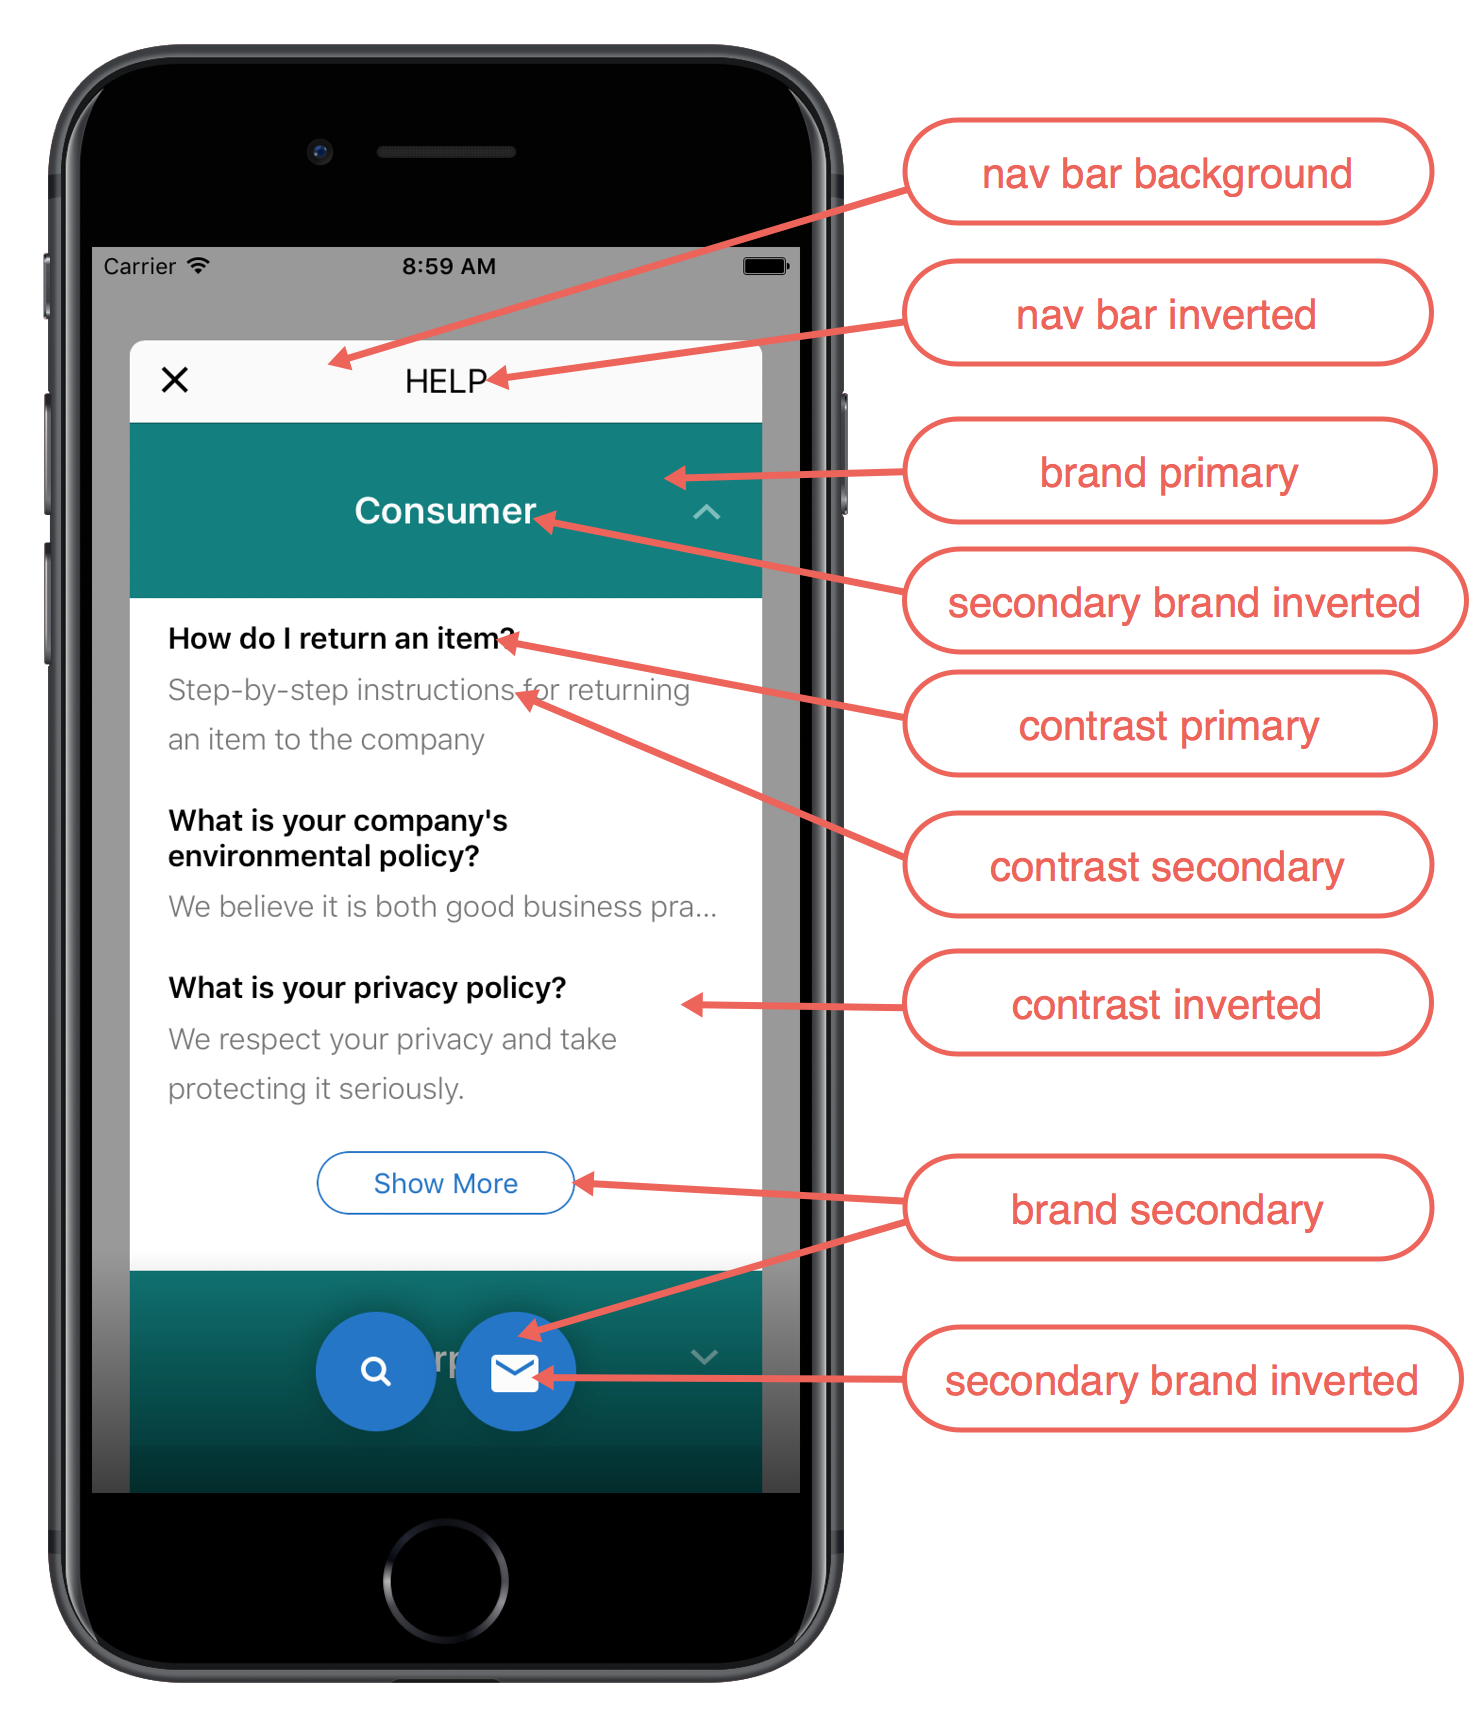 nav bar background
Carrier 8:59 AM
nav bar inverted
HELP
brand primary
Consumer
secondary brand inverted
How do I return an item?
Step-by-step instructions for returning
an item to the company
contrast primary
What is your company's
environmental policy?
contrast secondary
We believe it is both good business pra...
What is your privacy policy?
contrast inverted
We respect your privacy and take
protecting it seriously.
Show More
brand secondary
secondary brand inverted